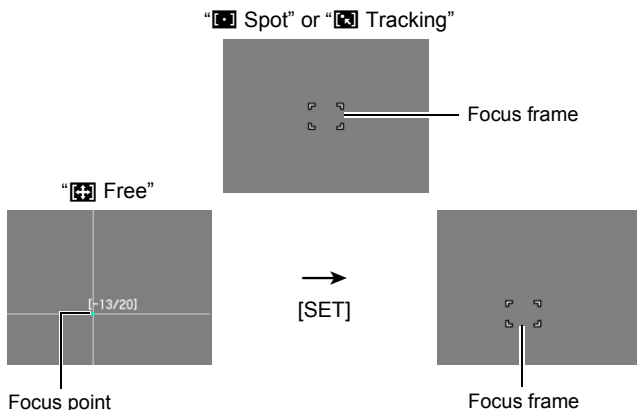 “ Spot” or “ Tracking”
Focus frame
“ Free”
[-13/20]
[SET]
Focus point
Focus frame